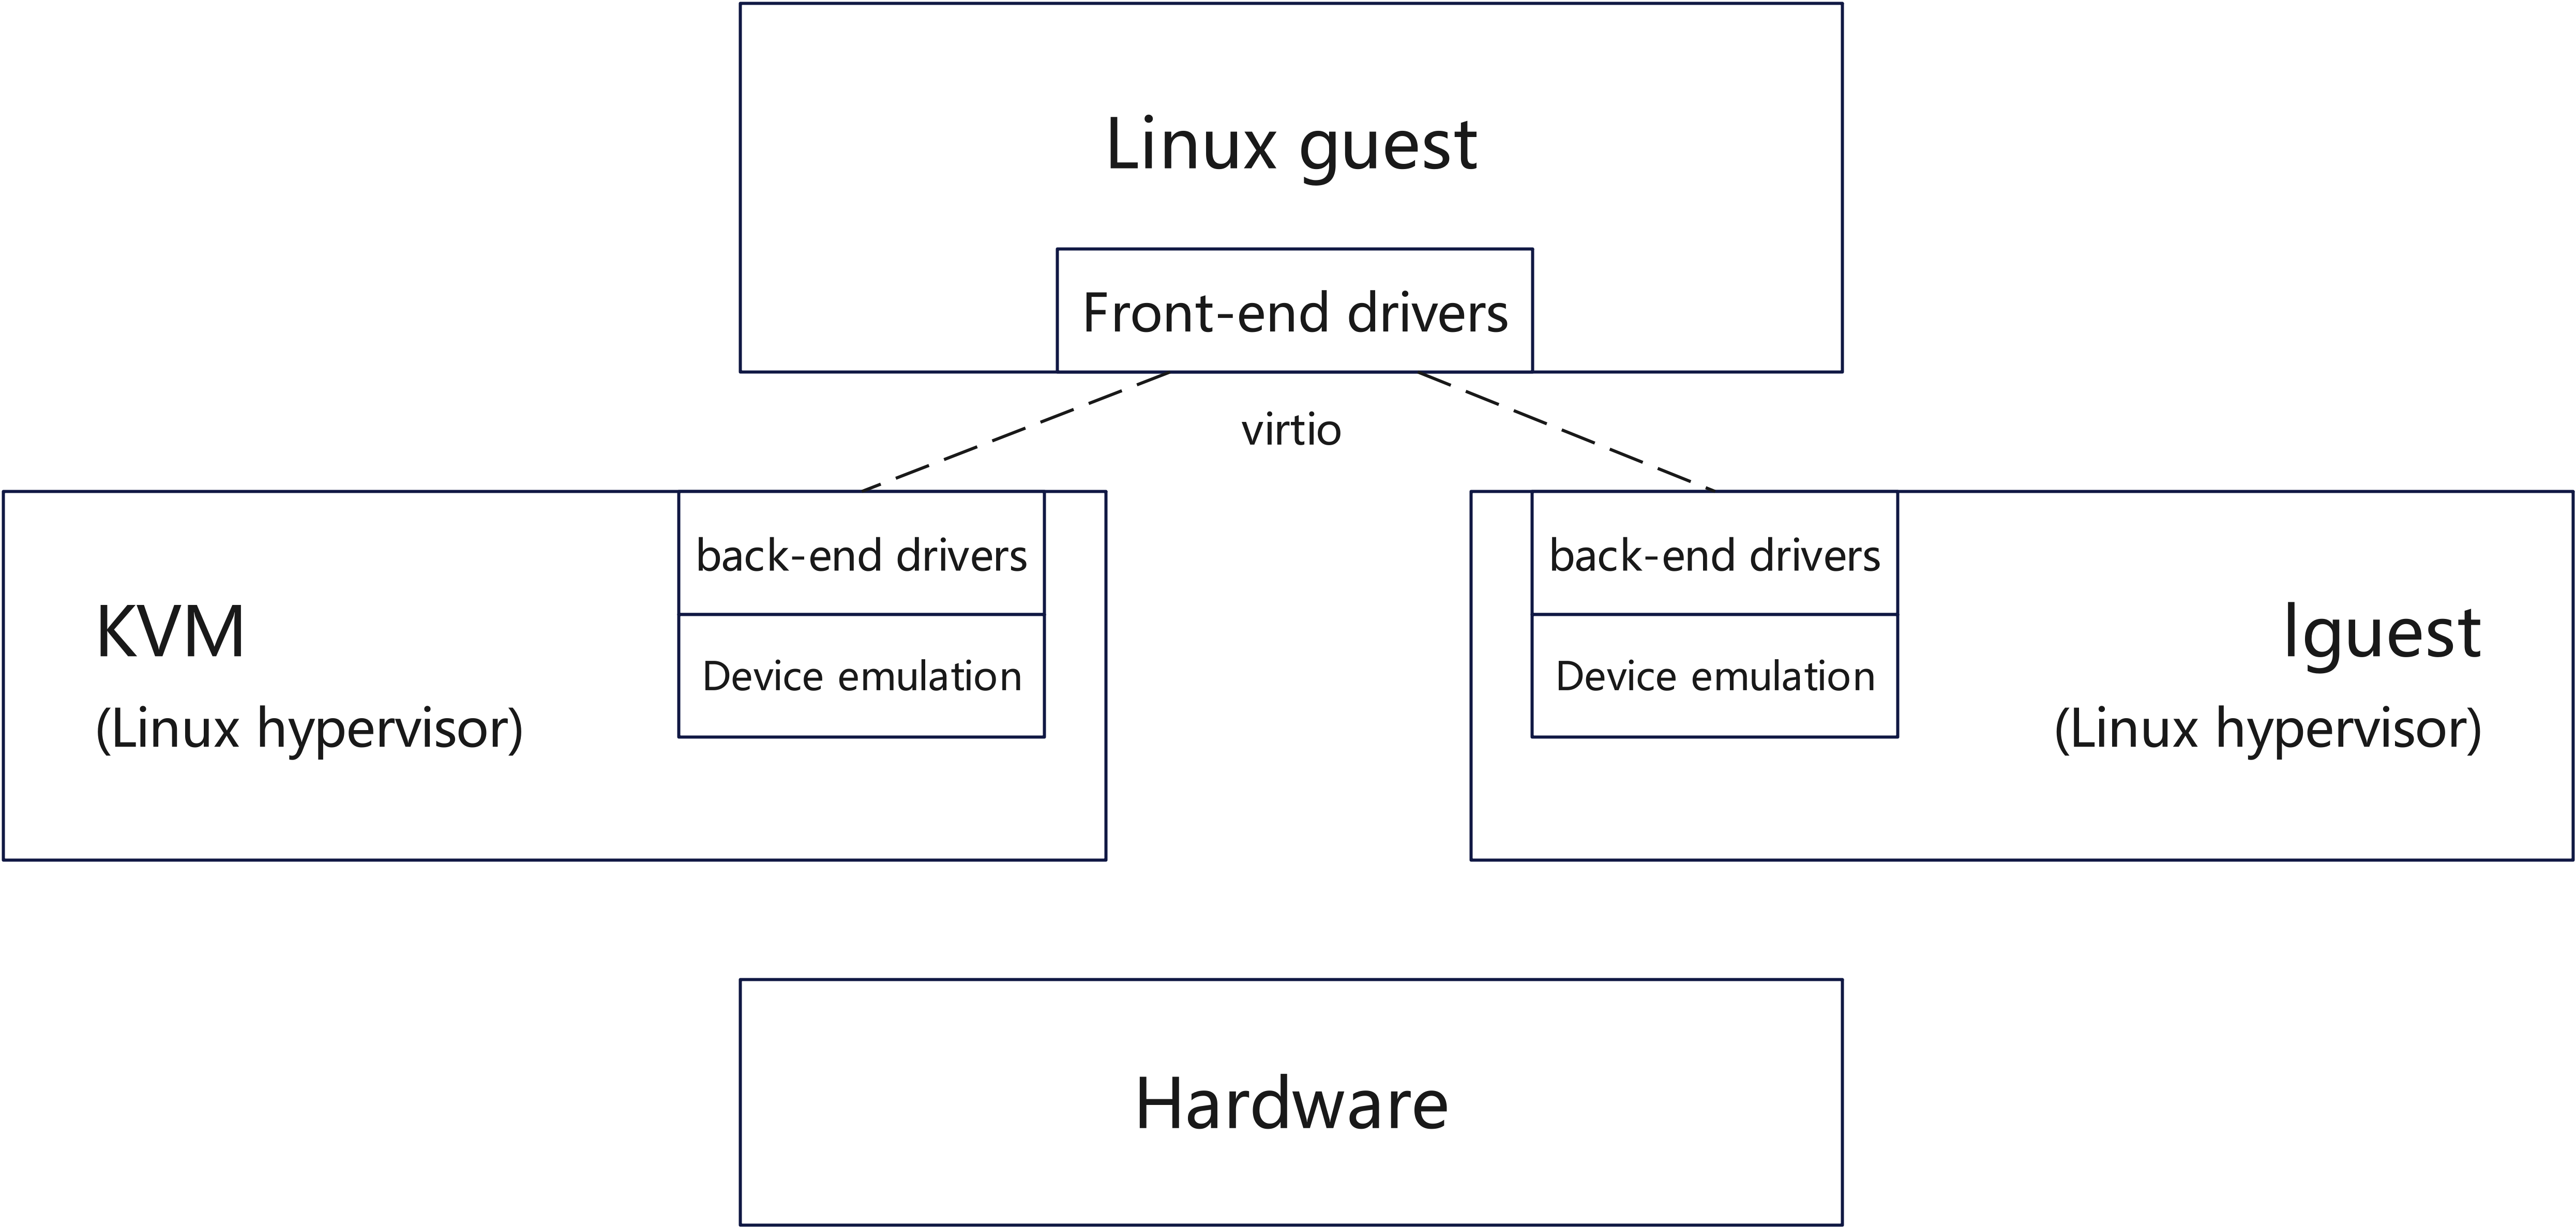 Linux guest
Front-end drivers
virtio
back-end drivers
Device emulation
KVM
(Linux hypervisor)
back-end drivers
Device emulation
lguest
(Linux hypervisor)
Hardware